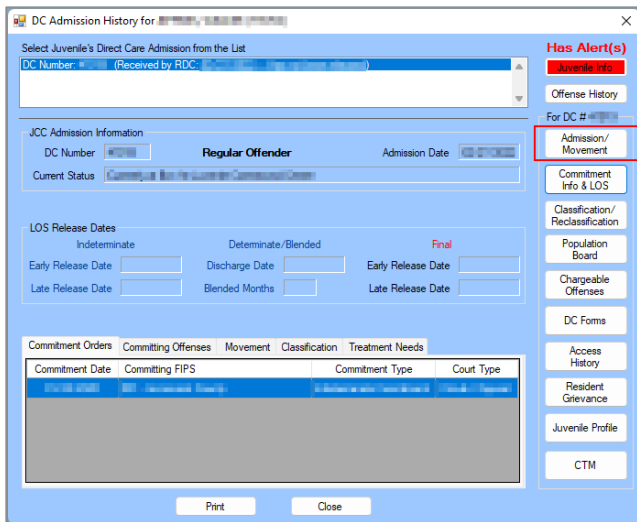 DC Admission History for
Select Juvenile's Direct Care Admission from the List
DC Number: (Received by RDC: )
Has Alert(s)
Juvenile Info
Offense History
For DC #
Admission/
Movement
Commitment
Info & LOS
Classification/
Reclassification
Population
Board
Chargeable
Offenses
DC Forms
Access
History
Resident
Grievance
Juvenile Profile
CTM
JCC Admission Information
DC Number Regular Offender Admission Date
Current Status
LOS Release Dates
Indeterminate Determinate/Blended Final
Early Release Date Discharge Date Early Release Date
Late Release Date Blended Months Late Release Date
Commitment Orders Committing Offenses Movement Classification Treatment Needs
Commitment Date Committing FIPS Commitment Type Court Type
Print Close